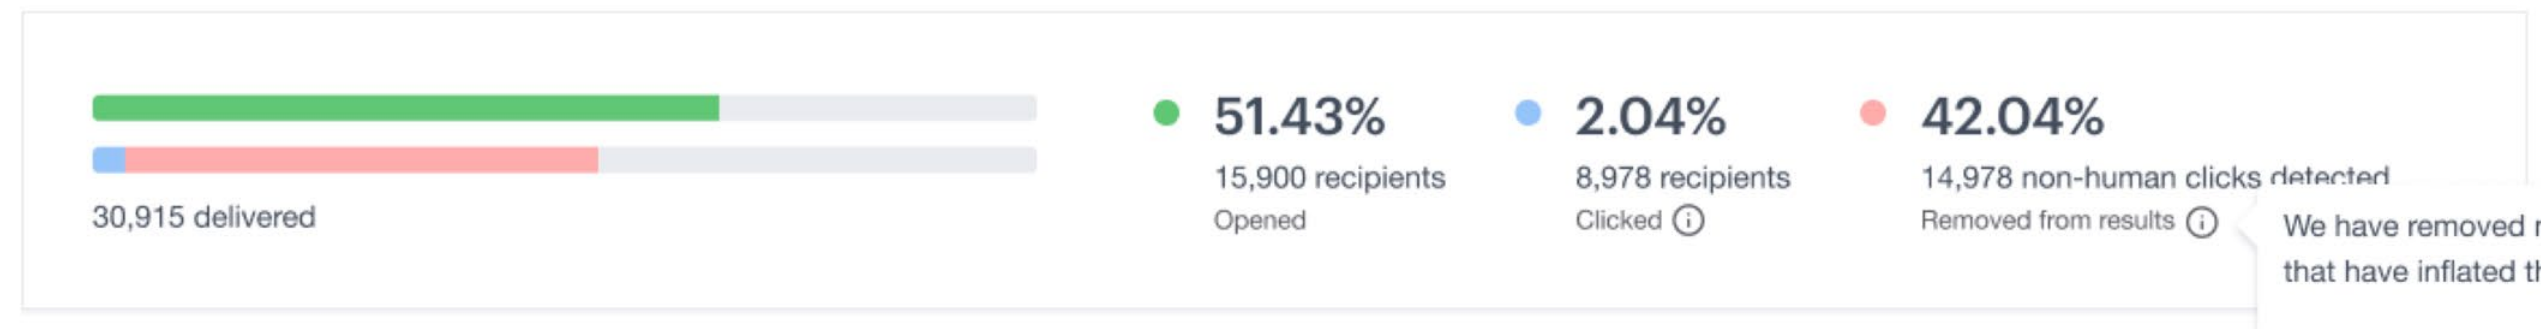 51.43%
2.04%
42.04%
15,900 recipients
8,978 recipients
14,978 non-human clicks detected
30,915 delivered
Opened
Clicked
Removed from results
We have removed
that have inflated